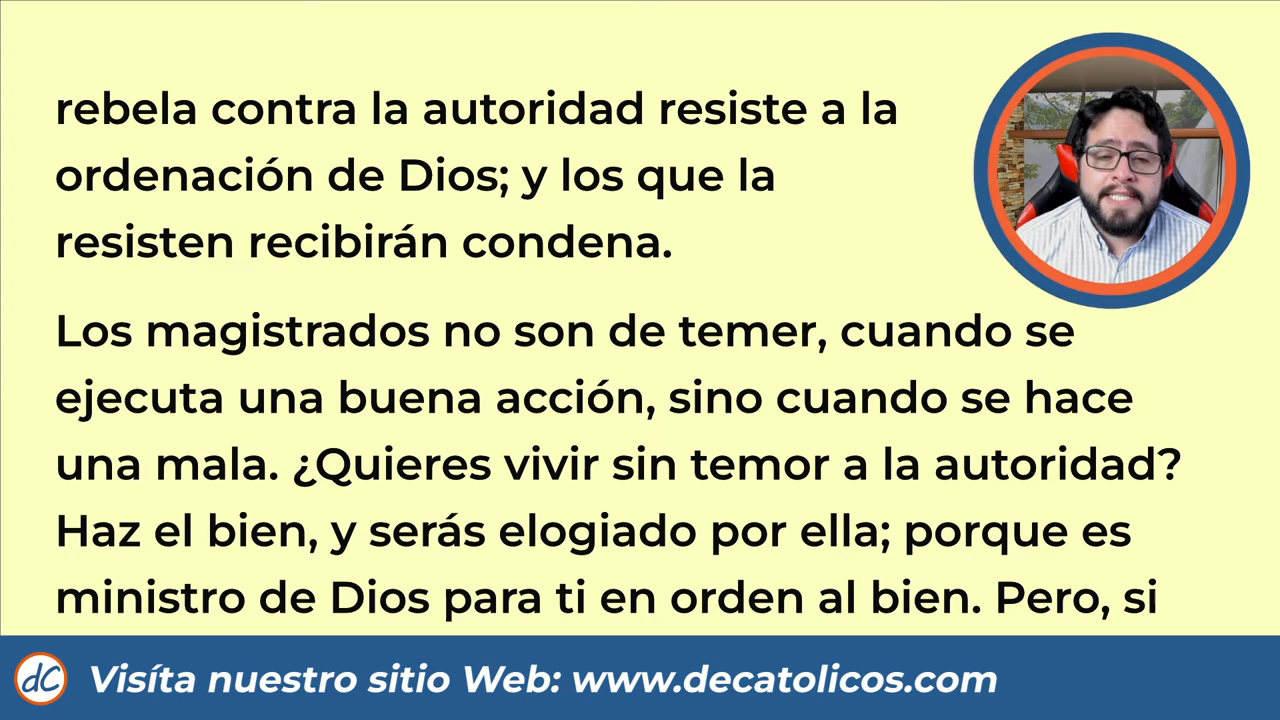 rebela contra la autoridad resiste a la
ordenación de Dios; y los que la
resisten recibirán condena.
Los magistrados no son de temer, cuando se
ejecuta una buena acción, sino cuando se hace
una mala. ¿Quieres vivir sin temor a la autoridad?
Haz el bien, y serás elogiado por ella; porque es
ministro de Dios para ti en orden al bien. Pero, si
dC Visíta nuestro sitio Web: www.decatolicos.com